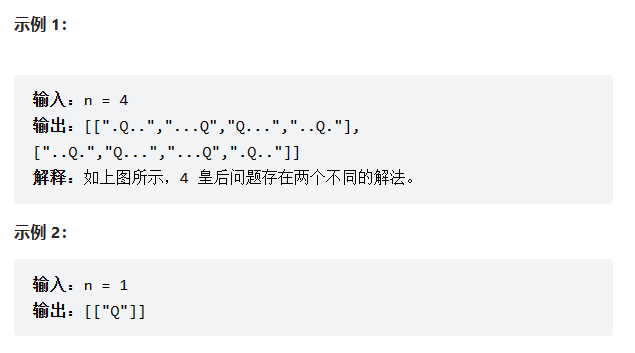 示例 1：
输入：n = 4
输出：[[".Q..","...Q","Q...","..Q."],
["..Q.","Q...","...Q",".Q.."]]
解释：如上图所示，4 皇后问题存在两个不同的解法。
示例 2：
输入：n = 1
输出：[["Q"]]